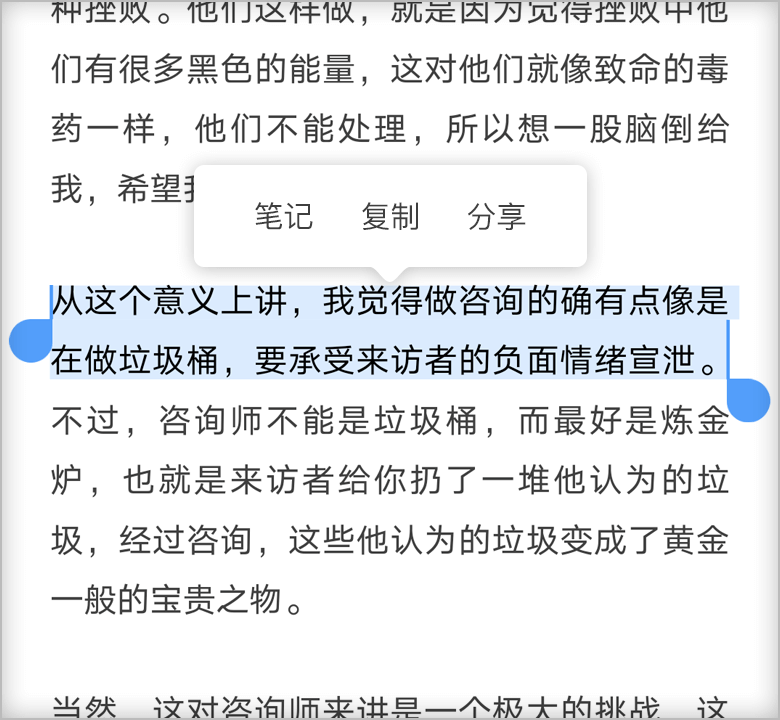 种挫败。他们这样做，就是因为觉得挫败中他
们有很多黑色的能量，这对他们就像致命的毒
药一样，他们不能处理，所以想一股脑倒给
我，希望我
笔记 复制 分享
从这个意义上讲，我觉得做咨询的确有点像是
在做垃圾桶，要承受来访者的负面情绪宣泄。
不过，咨询师不能是垃圾桶，而最好是炼金
炉，也就是来访者给你扔了一堆他认为的垃
圾，经过咨询，这些他认为的垃圾变成了黄金
一般的宝贵之物。
当然，这对咨询师来讲是一个极大的挑战，这